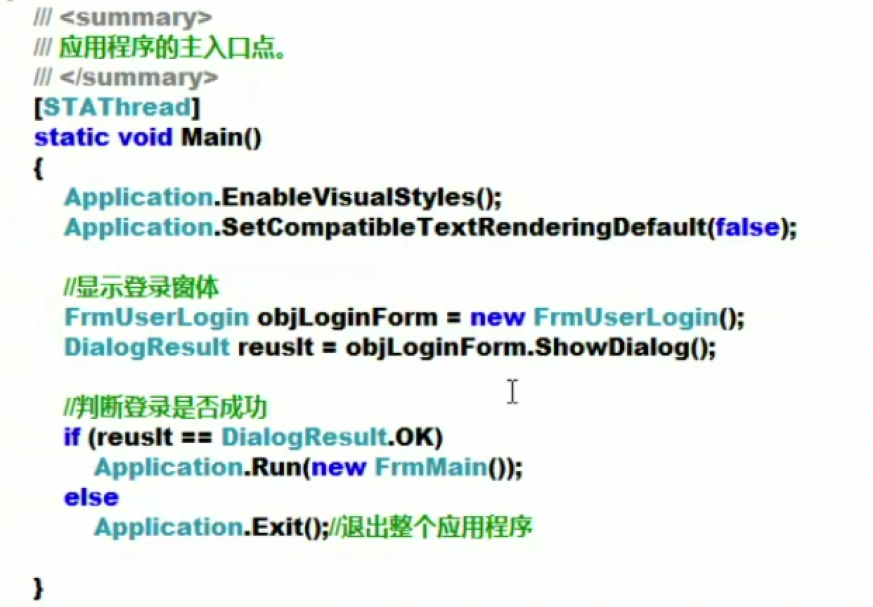 /// <summary>
/// 应用程序的主入口点。
/// </summary>
[STAThread]
static void Main()
{
Application.EnableVisualStyles();
Application.SetCompatibleTextRenderingDefault(false);
//显示登录窗体
FrmUserLogin objLoginForm = new FrmUserLogin();
DialogResult reuslt = objLoginForm.ShowDialog();
//判断登录是否成功
if (reuslt == DialogResult.OK)
Application.Run(new FrmMain());
else
Application.Exit();//退出整个应用程序
}